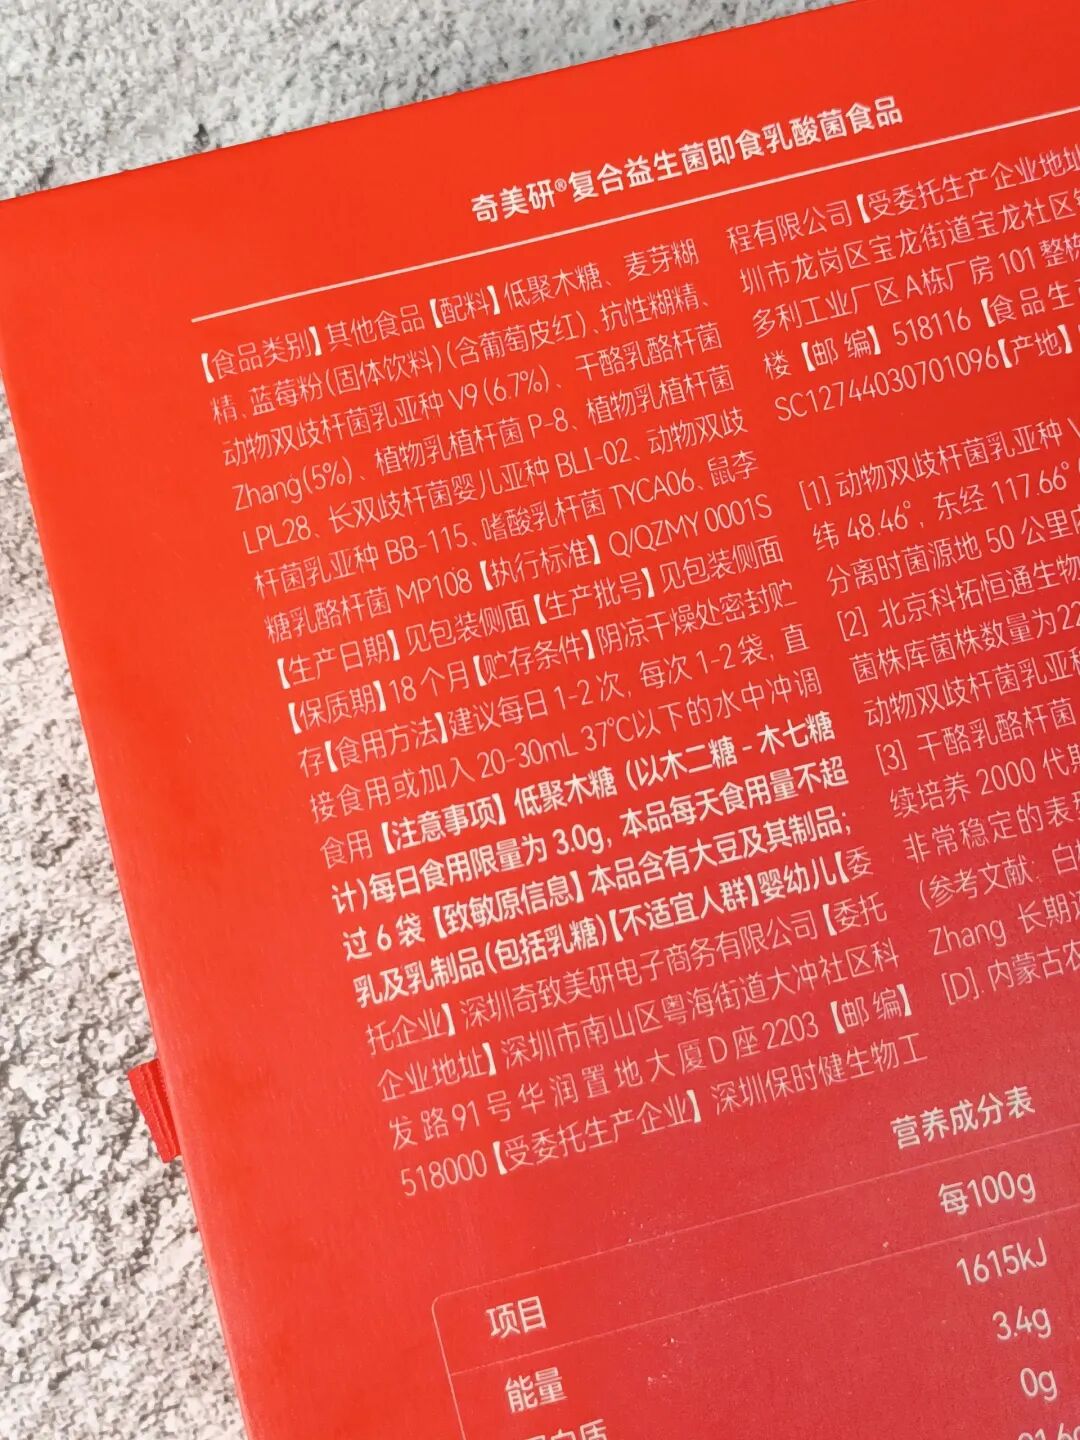 奇美研®复合益生菌即食乳酸菌食品
【食品类别】其他食品【配料】低聚木糖、麦芽糊
精、蓝莓粉(固体饮料)(含葡萄皮红)、抗性糊精、
动物双歧杆菌乳亚种 V9(6.7%)、干酪乳酪杆菌
Zhang(5%)、植物乳植杆菌 P-8、植物乳植杆菌
LPL28、长双歧杆菌婴儿亚种 BLI-02、动物双歧
杆菌乳亚种 BB-115、嗜酸乳杆菌 TYCA06、鼠李
糖乳酪杆菌 MP108【执行标准】Q/QZMY 0001S
【生产日期】见包装侧面【生产批号】见包装侧面
【保质期】18个月【贮存条件】阴凉干燥处密封贮
存【食用方法】建议每日1-2次, 每次1-2袋, 直
接食用或加入20-30mL 37℃以下的水中冲调
食用【注意事项】低聚木糖 (以木二糖 - 木七糖
计)每日食用限量为 3.0g, 本品每天食用量不超
过 6 袋【致敏原信息】本品含有大豆及其制品;
乳及乳制品(包括乳糖)【不适宜人群】婴幼儿【委
托企业】深圳奇致美研电子商务有限公司【委托
企业地址】深圳市南山区粤海街道大冲社区科
发路91号华润置地大厦D座2203【邮编】
518000【受委托生产企业】深圳保时健生物工
程有限公司【受委托生产企业地址
圳市龙岗区宝龙街道宝龙社区
多利工业厂区A栋厂房101整栋
楼【邮编】518116【食品生产
SC12744030701096【产地】
[1] 动物双歧杆菌乳亚种
纬 48.46°, 东经 117.66°
分离时菌源地 50 公里内
[2] 北京科拓恒通生物
菌株库菌株数量为22
动物双歧杆菌乳亚种
[3] 干酪乳酪杆菌
续培养 2000 代期
非常稳定的表型
(参考文献: 白
Zhang 长期
[D]. 内蒙古农
营养成分表
项目 每100g
能量 1615kJ
3.4g
0g